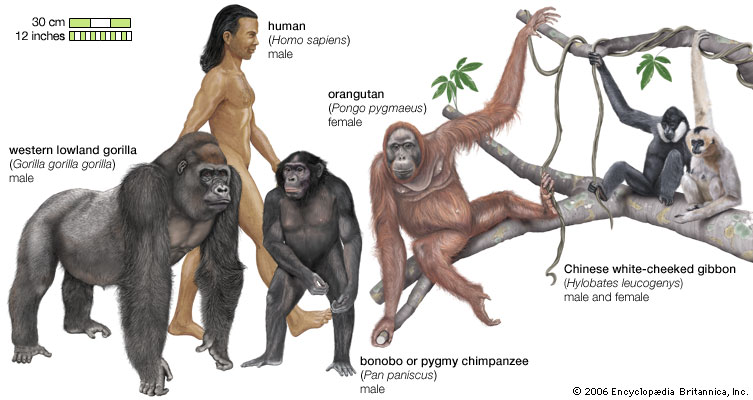 30 cm
12 inches
human
(Homo sapiens)
male
orangutan
(Pongo pygmaeus)
female
western lowland gorilla
(Gorilla gorilla gorilla)
male
Chinese white-cheeked gibbon
(Hylobates leucogenys)
male and female
bonobo or pygmy chimpanzee
(Pan paniscus)
male
© 2006 Encyclopædia Britannica, Inc.